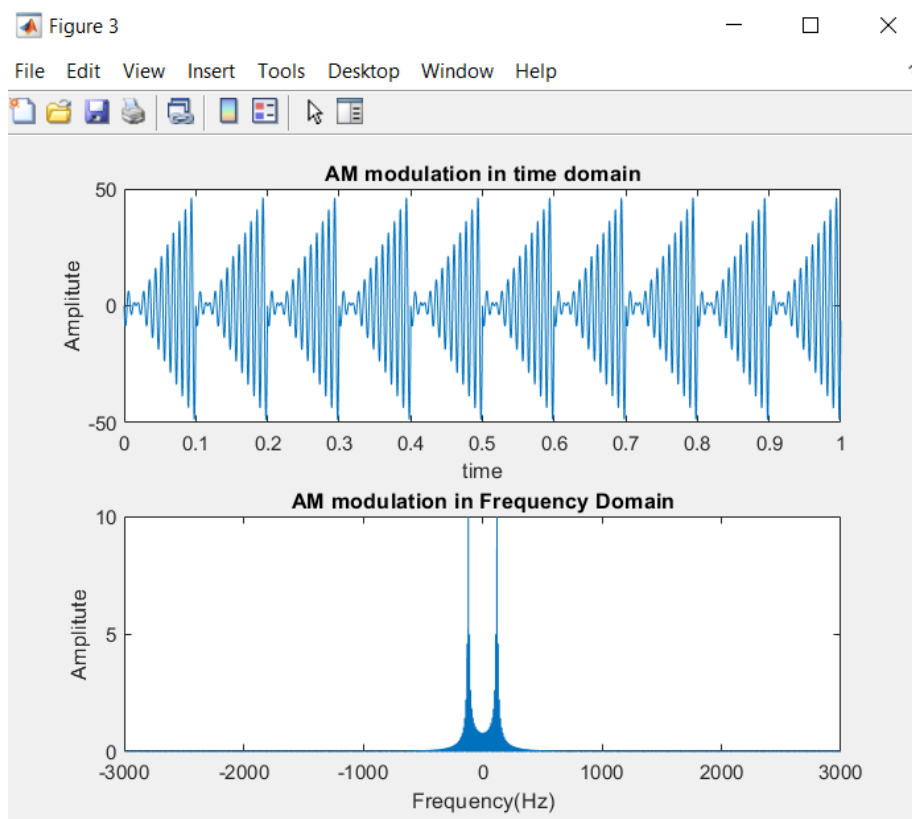 Figure 3
File Edit View Insert Tools Desktop Window Help
AM modulation in time domain
50
0
-50
Amplitute
0 0.1 0.2 0.3 0.4 0.5 0.6 0.7 0.8 0.9 1
time
AM modulation in Frequency Domain
10
5
0
Amplitute
-3000 -2000 -1000 0 1000 2000 3000
Frequency(Hz)